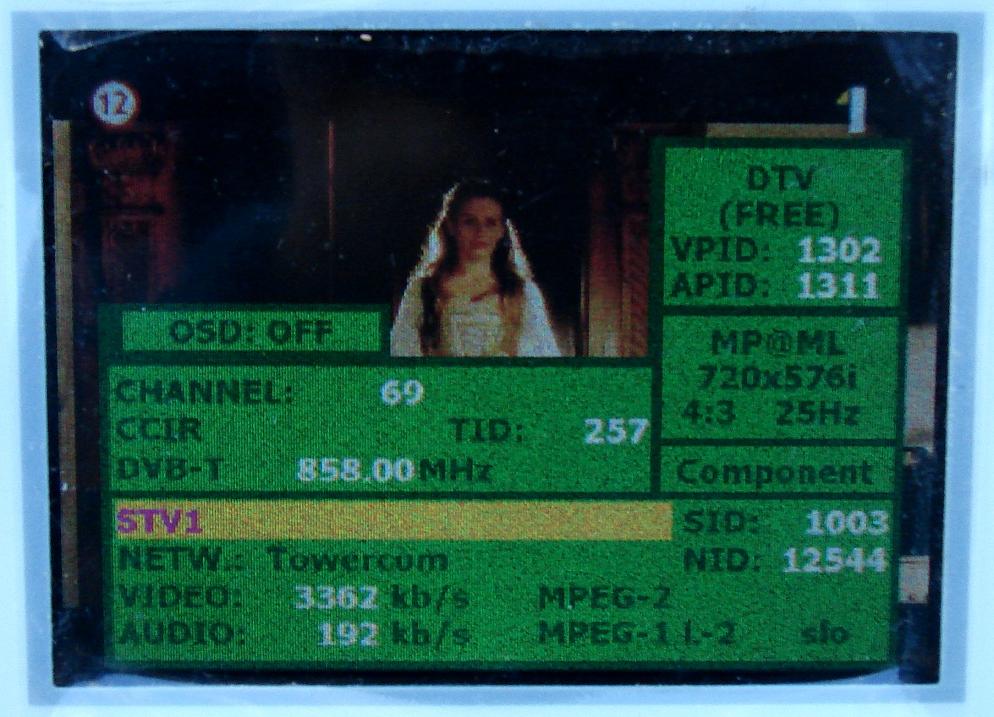 12
1
DTV
(FREE)
VPID: 1302
APID: 1311
OSD: OFF
MP@ML
720x576i
4:3 25Hz
CHANNEL: 69
CCIR TID: 257
DVB-T 858.00 MHz
Component
STV1 SID: 1003
NETW.: Towercom NID: 12544
VIDEO: 3362 kb/s MPEG-2
AUDIO: 192 kb/s MPEG-1 L-2 slo